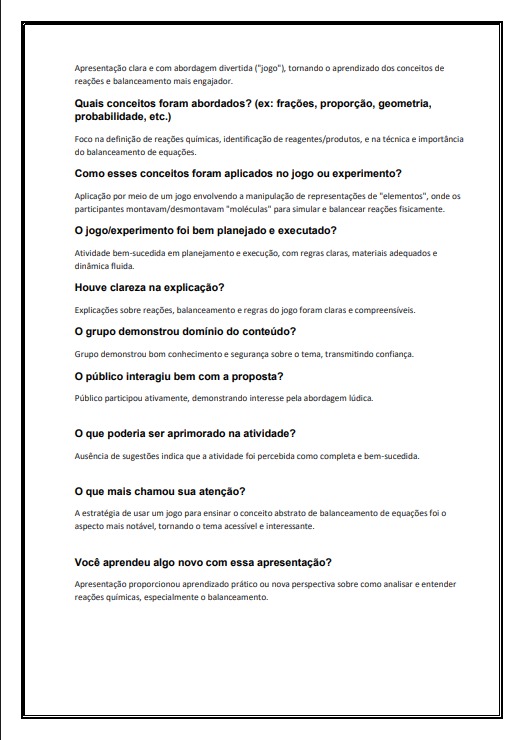 Apresentação clara e com abordagem divertida ("jogo"), tornando o aprendizado dos conceitos de
reações e balanceamento mais engajador.
Quais conceitos foram abordados? (ex: frações, proporção, geometria,
probabilidade, etc.)
Foco na definição de reações químicas, identificação de reagentes/produtos, e na técnica e importância
do balanceamento de equações.
Como esses conceitos foram aplicados no jogo ou experimento?
Aplicação por meio de um jogo envolvendo a manipulação de representações de "elementos", onde os
participantes montavam/desmontavam "moléculas" para simular e balancear reações fisicamente.
O jogo/experimento foi bem planejado e executado?
Atividade bem-sucedida em planejamento e execução, com regras claras, materiais adequados e
dinâmica fluida.
Houve clareza na explicação?
Explicações sobre reações, balanceamento e regras do jogo foram claras e compreensíveis.
O grupo demonstrou domínio do conteúdo?
Grupo demonstrou bom conhecimento e segurança sobre o tema, transmitindo confiança.
O público interagiu bem com a proposta?
Público participou ativamente, demonstrando interesse pela abordagem lúdica.
O que poderia ser aprimorado na atividade?
Ausência de sugestões indica que a atividade foi percebida como completa e bem-sucedida.
O que mais chamou sua atenção?
A estratégia de usar um jogo para ensinar o conceito abstrato de balanceamento de equações foi o
aspecto mais notável, tornando o tema acessível e interessante.
Você aprendeu algo novo com essa apresentação?
Apresentação proporcionou aprendizado prático ou nova perspectiva sobre como analisar e entender
reações químicas, especialmente o balanceamento.